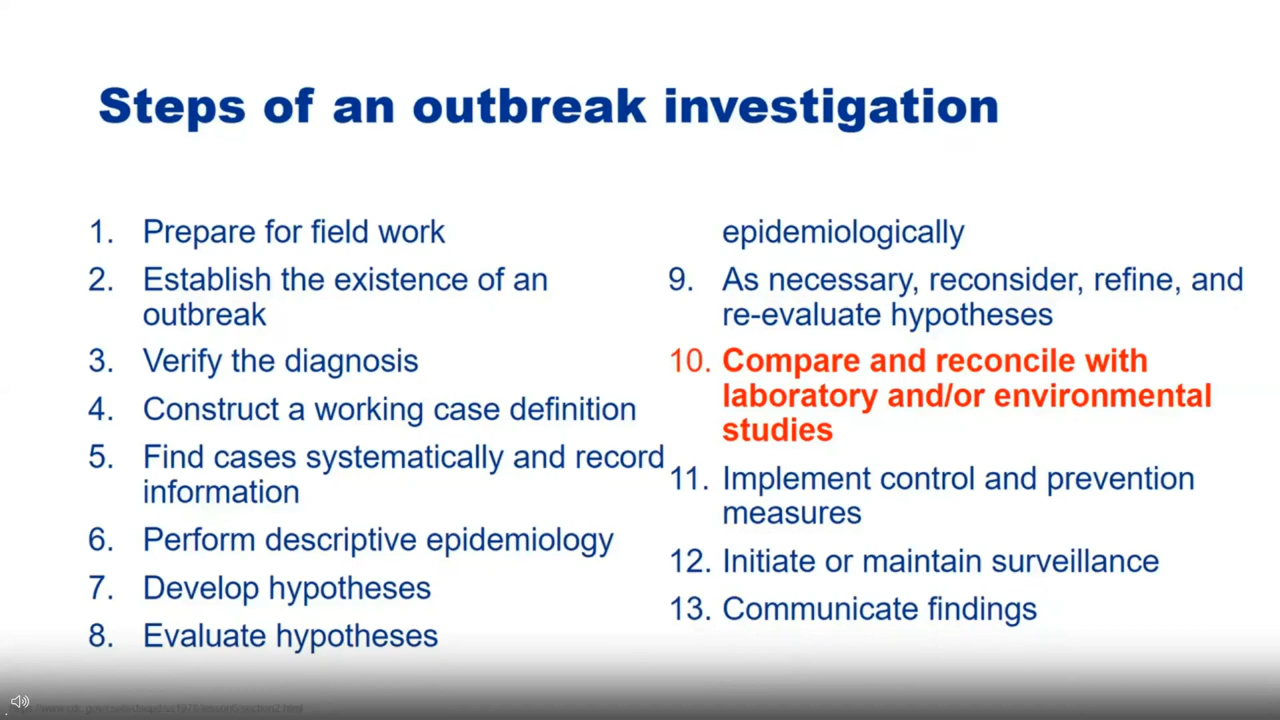 Steps of an outbreak investigation
1. Prepare for field work
2. Establish the existence of an
outbreak
3. Verify the diagnosis
4. Construct a working case definition
5. Find cases systematically and record
information
6. Perform descriptive epidemiology
7. Develop hypotheses
8. Evaluate hypotheses
epidemiologically
9. As necessary, reconsider, refine, and
re-evaluate hypotheses
10. Compare and reconcile with
laboratory and/or environmental
studies
11. Implement control and prevention
measures
12. Initiate or maintain surveillance
13. Communicate findings